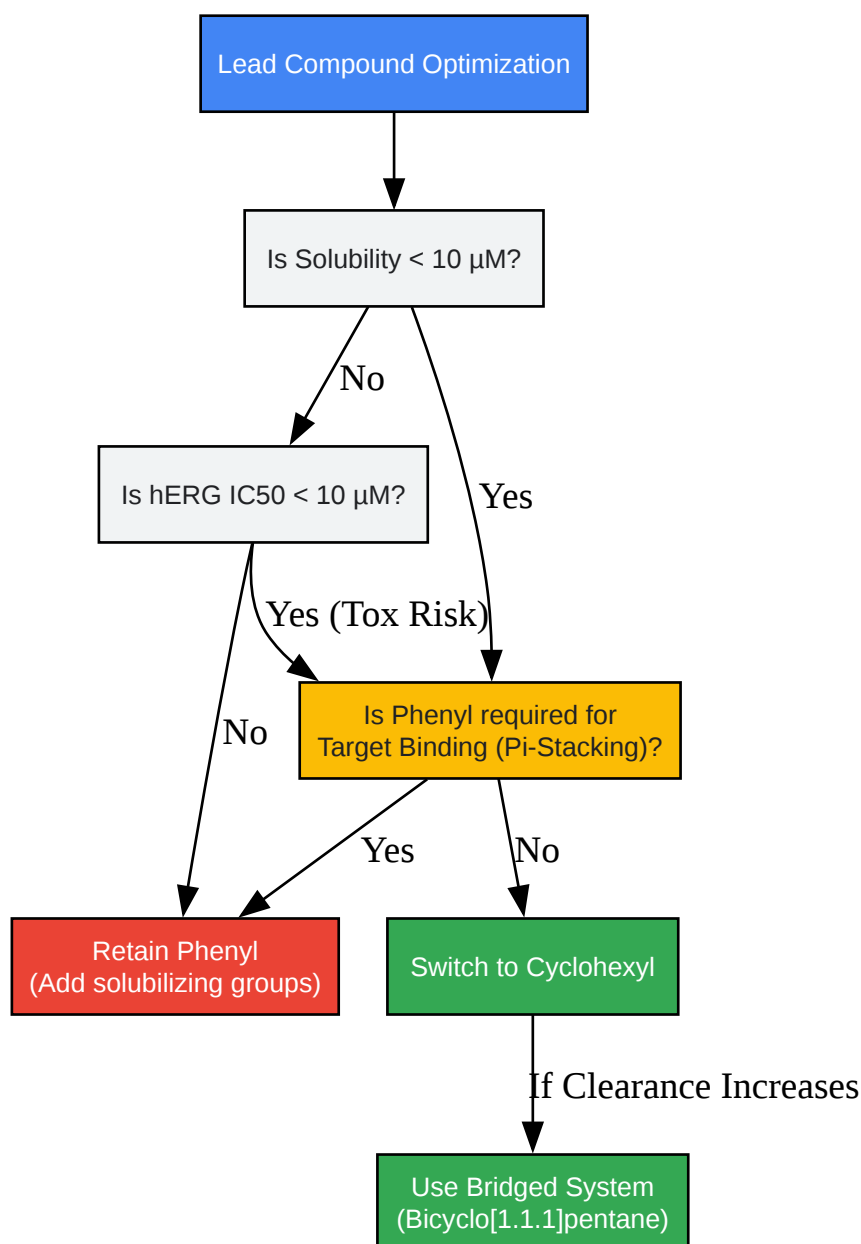 Lead Compound Optimization
Is Solubility < 10 µM?
No
Is hERG IC50 < 10 µM?
Yes
Yes (Tox Risk)
Is Phenyl required for
Target Binding (Pi-Stacking)?
No
Yes
No
Retain Phenyl
(Add solubilizing groups)
Switch to Cyclohexyl
If Clearance Increases
Use Bridged System
(Bicyclo[1.1.1]pentane)